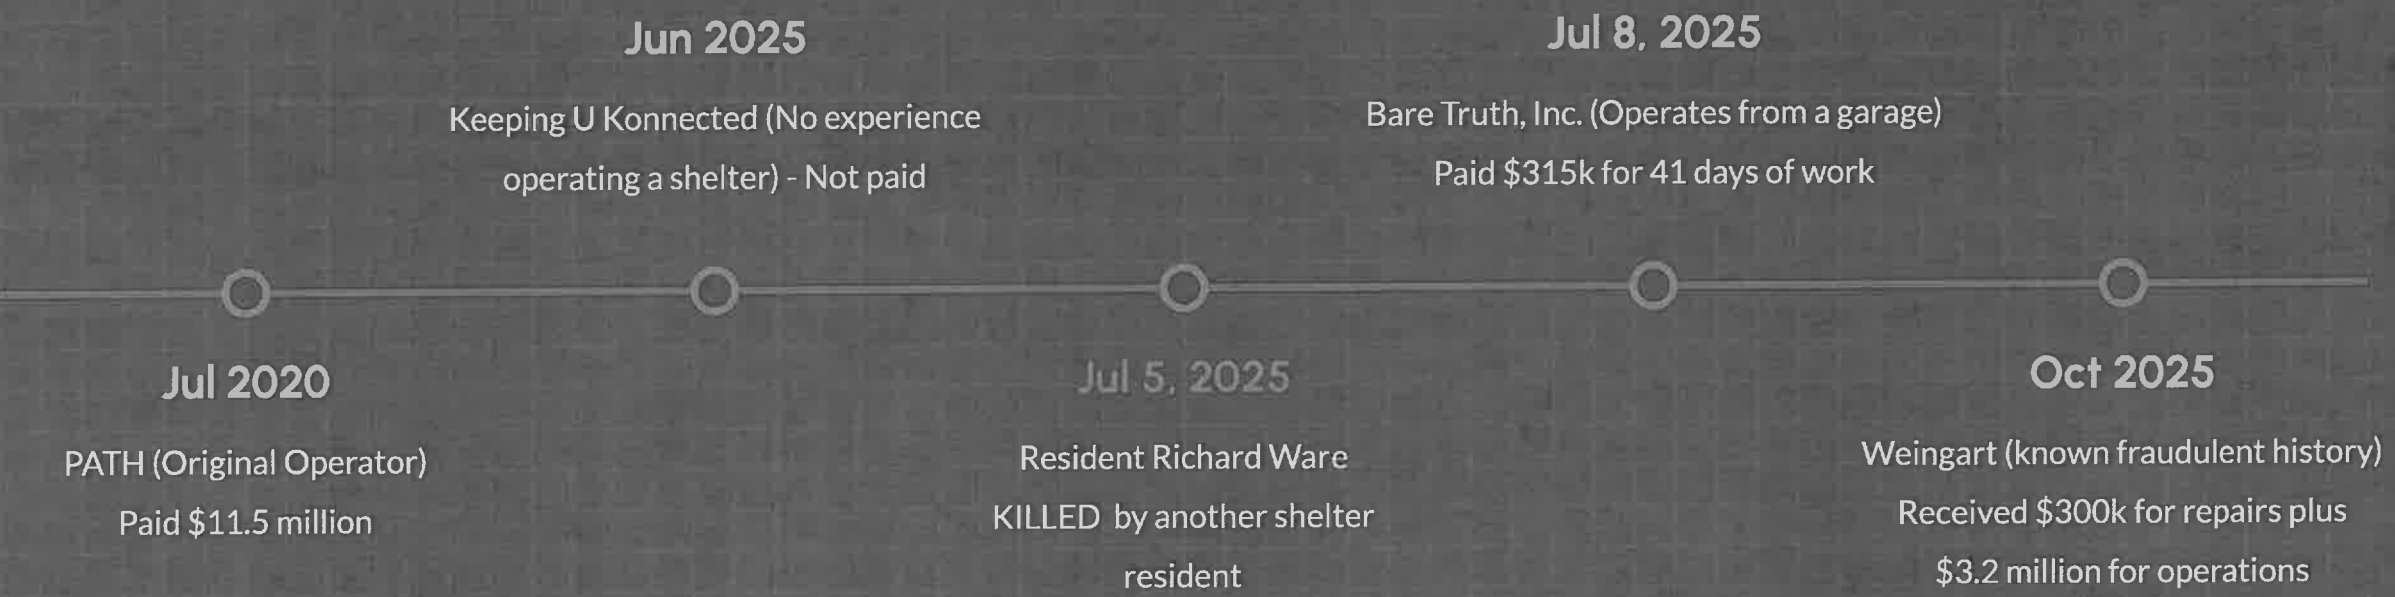 Jul 2020
PATH (Original Operator)
Paid $11.5 million
Jun 2025
Keeping U Konnected (No experience
operating a shelter) - Not paid
Jul 5, 2025
Resident Richard Ware
KILLED by another shelter
resident
Jul 8, 2025
Bare Truth, Inc. (Operates from a garage)
Paid $315k for 41 days of work
Oct 2025
Weingart (known fraudulent history)
Received $300k for repairs plus
$3.2 million for operations